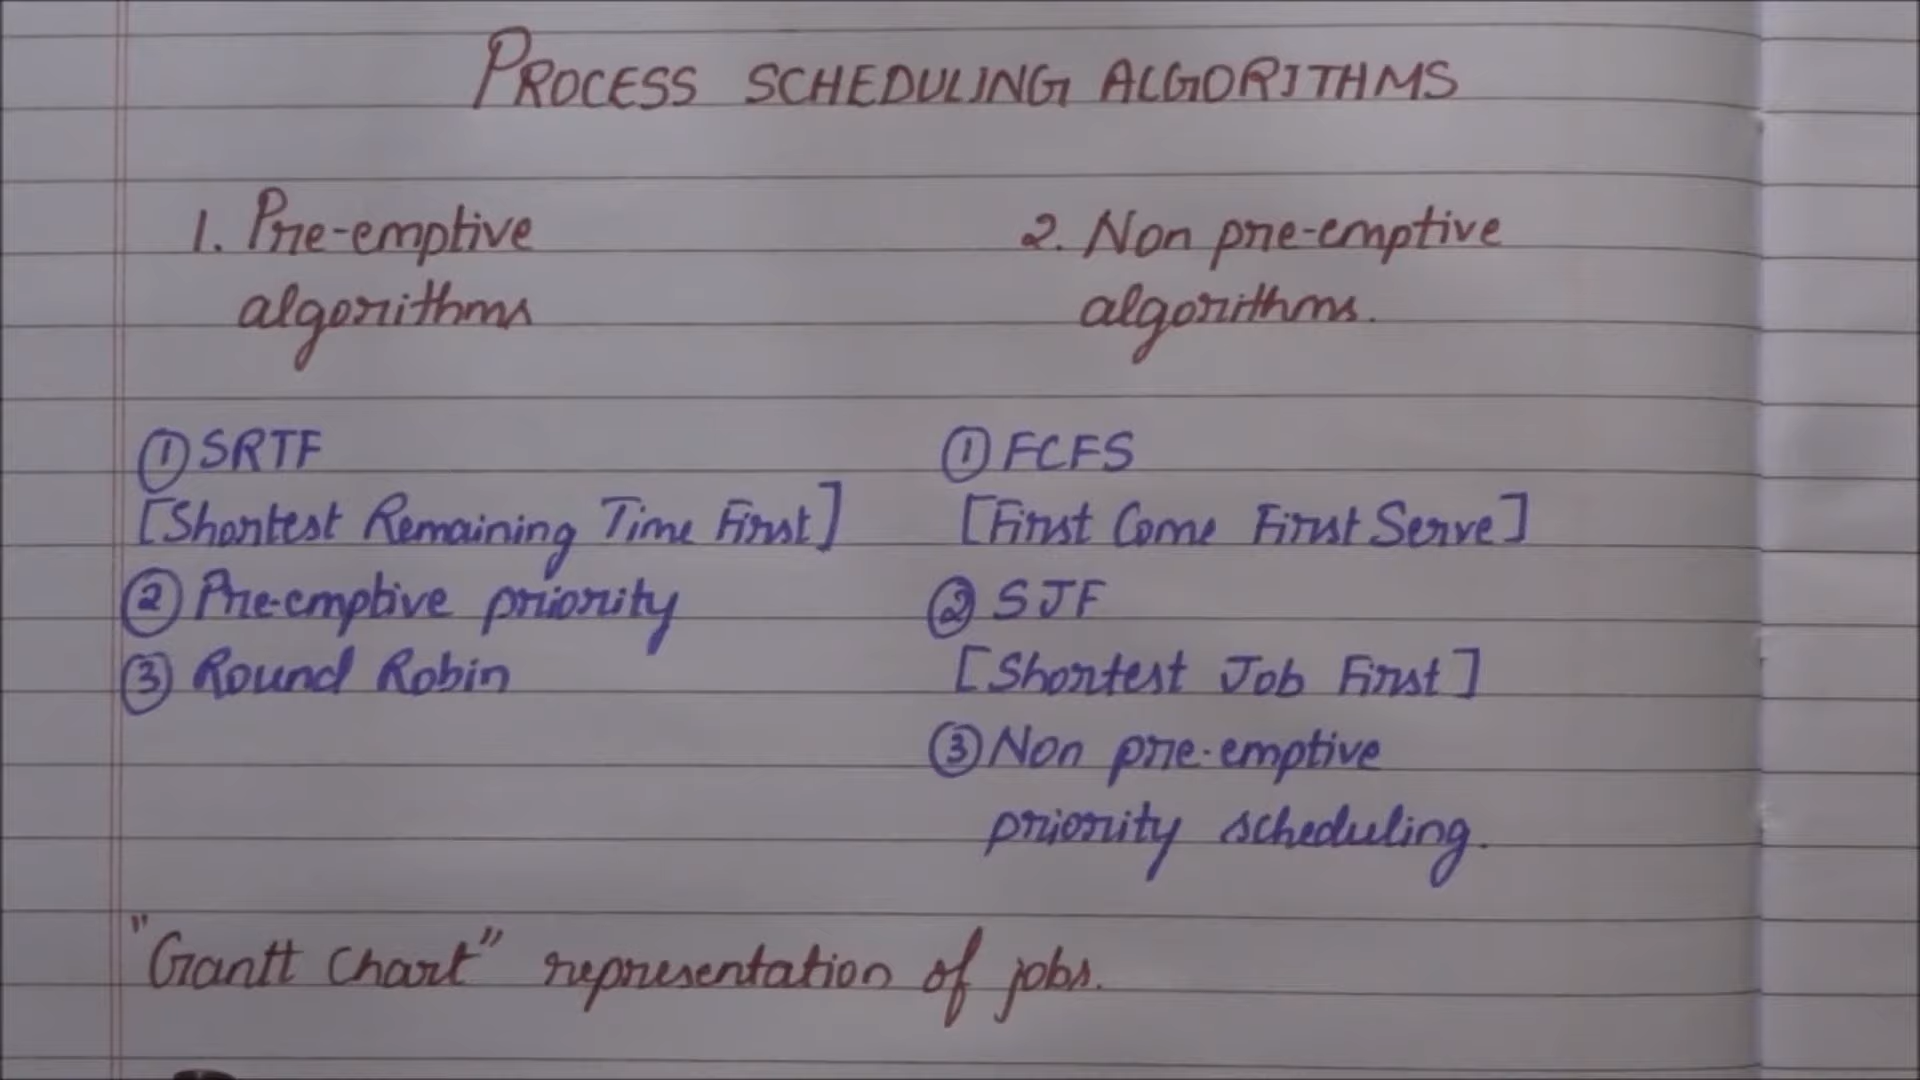 PROCESS SCHEDULING ALGORITHMS
1. Pre-emptive
algorithms
2. Non pre-emptive
algorithms.
① SRTF
[Shortest Remaining Time First]
② Pre-emptive priority
③ Round Robin
① FCFS
[First Come First Serve]
② SJF
[Shortest Job First]
③ Non pre-emptive
priority scheduling.
"Gantt Chart" representation of jobs.